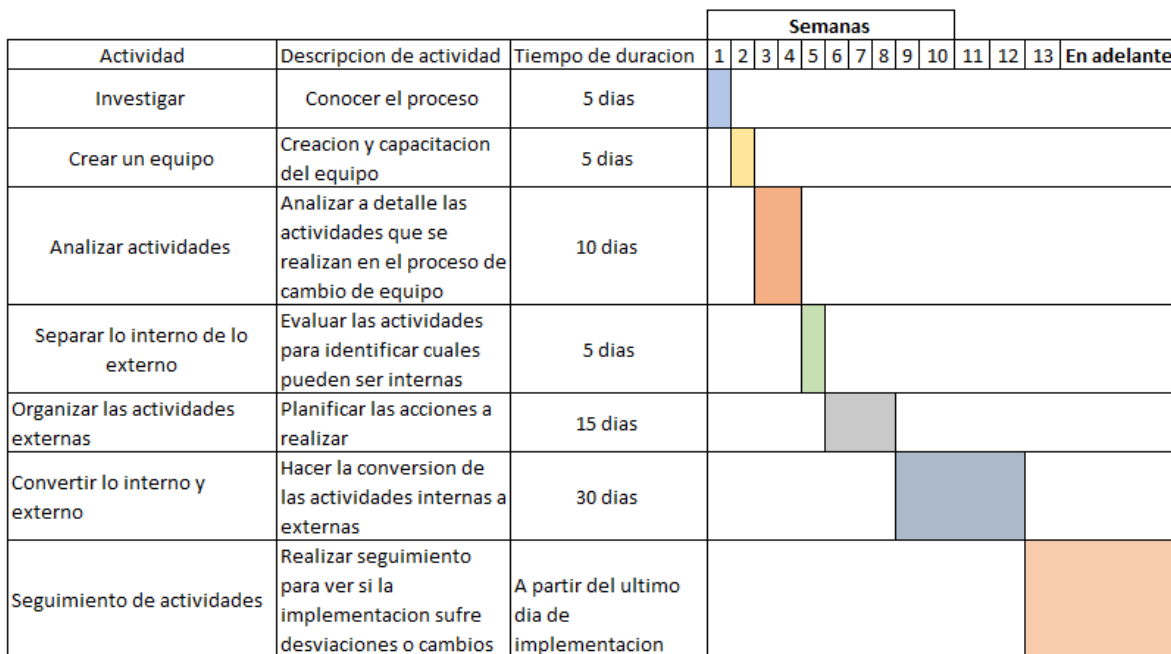 Semanas
Actividad Descripcion de actividad Tiempo de duracion 1 2 3 4 5 6 7 8 9 10 11 12 13 En adelante
Investigar Conocer el proceso 5 dias
Crear un equipo
Creacion y capacitacion
del equipo
5 dias
Analizar actividades
Analizar a detalle las
actividades que se
realizan en el proceso de
cambio de equipo
10 dias
Separar lo interno de lo
externo
Evaluar las actividades
para identificar cuales
pueden ser internas
5 dias
Organizar las actividades
externas
Planificar las acciones a
realizar
15 dias
Convertir lo interno y
externo
Hacer la conversion de
las actividades internas a
externas
30 dias
Seguimiento de actividades
Realizar seguimiento
para ver si la
implementacion sufre
desviaciones o cambios
A partir del ultimo
dia de
implementacion